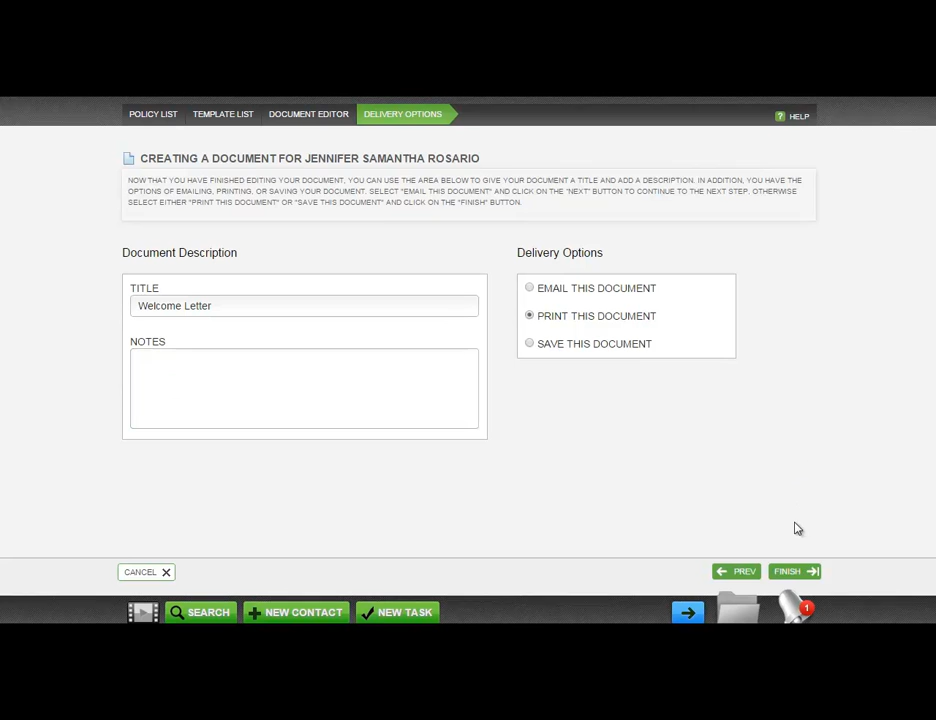 POLICY LIST TEMPLATE LIST DOCUMENT EDITOR DELIVERY OPTIONS ? HELP
CREATING A DOCUMENT FOR JENNIFER SAMANTHA ROSARIO
NOW THAT YOU HAVE FINISHED EDITING YOUR DOCUMENT, YOU CAN USE THE AREA BELOW TO GIVE YOUR DOCUMENT A TITLE AND ADD A DESCRIPTION. IN ADDITION, YOU HAVE THE
OPTIONS OF EMAILING, PRINTING, OR SAVING YOUR DOCUMENT. SELECT "EMAIL THIS DOCUMENT" AND CLICK ON THE "NEXT" BUTTON TO CONTINUE TO THE NEXT STEP, OTHERWISE
SELECT EITHER "PRINT THIS DOCUMENT" OR "SAVE THIS DOCUMENT" AND CLICK ON THE "FINISH" BUTTON.
Document Description
TITLE
Welcome Letter
NOTES
Delivery Options
EMAIL THIS DOCUMENT
PRINT THIS DOCUMENT
SAVE THIS DOCUMENT
CANCEL PREV FINISH
SEARCH NEW CONTACT NEW TASK 1